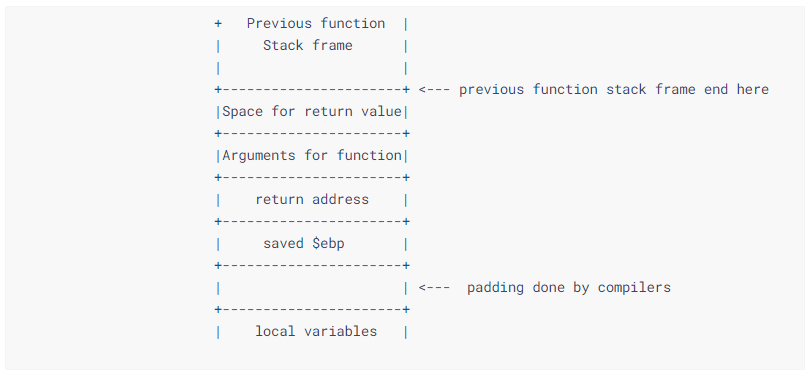 +   Previous function  |
|     Stack frame      |
|                      |
+----------------------+ <--- previous function stack frame end here
|Space for return value|
+----------------------+
|Arguments for function|
+----------------------+
|    return address    |
+----------------------+
|     saved $ebp       |
+----------------------+
|                      | <---  padding done by compilers
+----------------------+
|    local variables   |